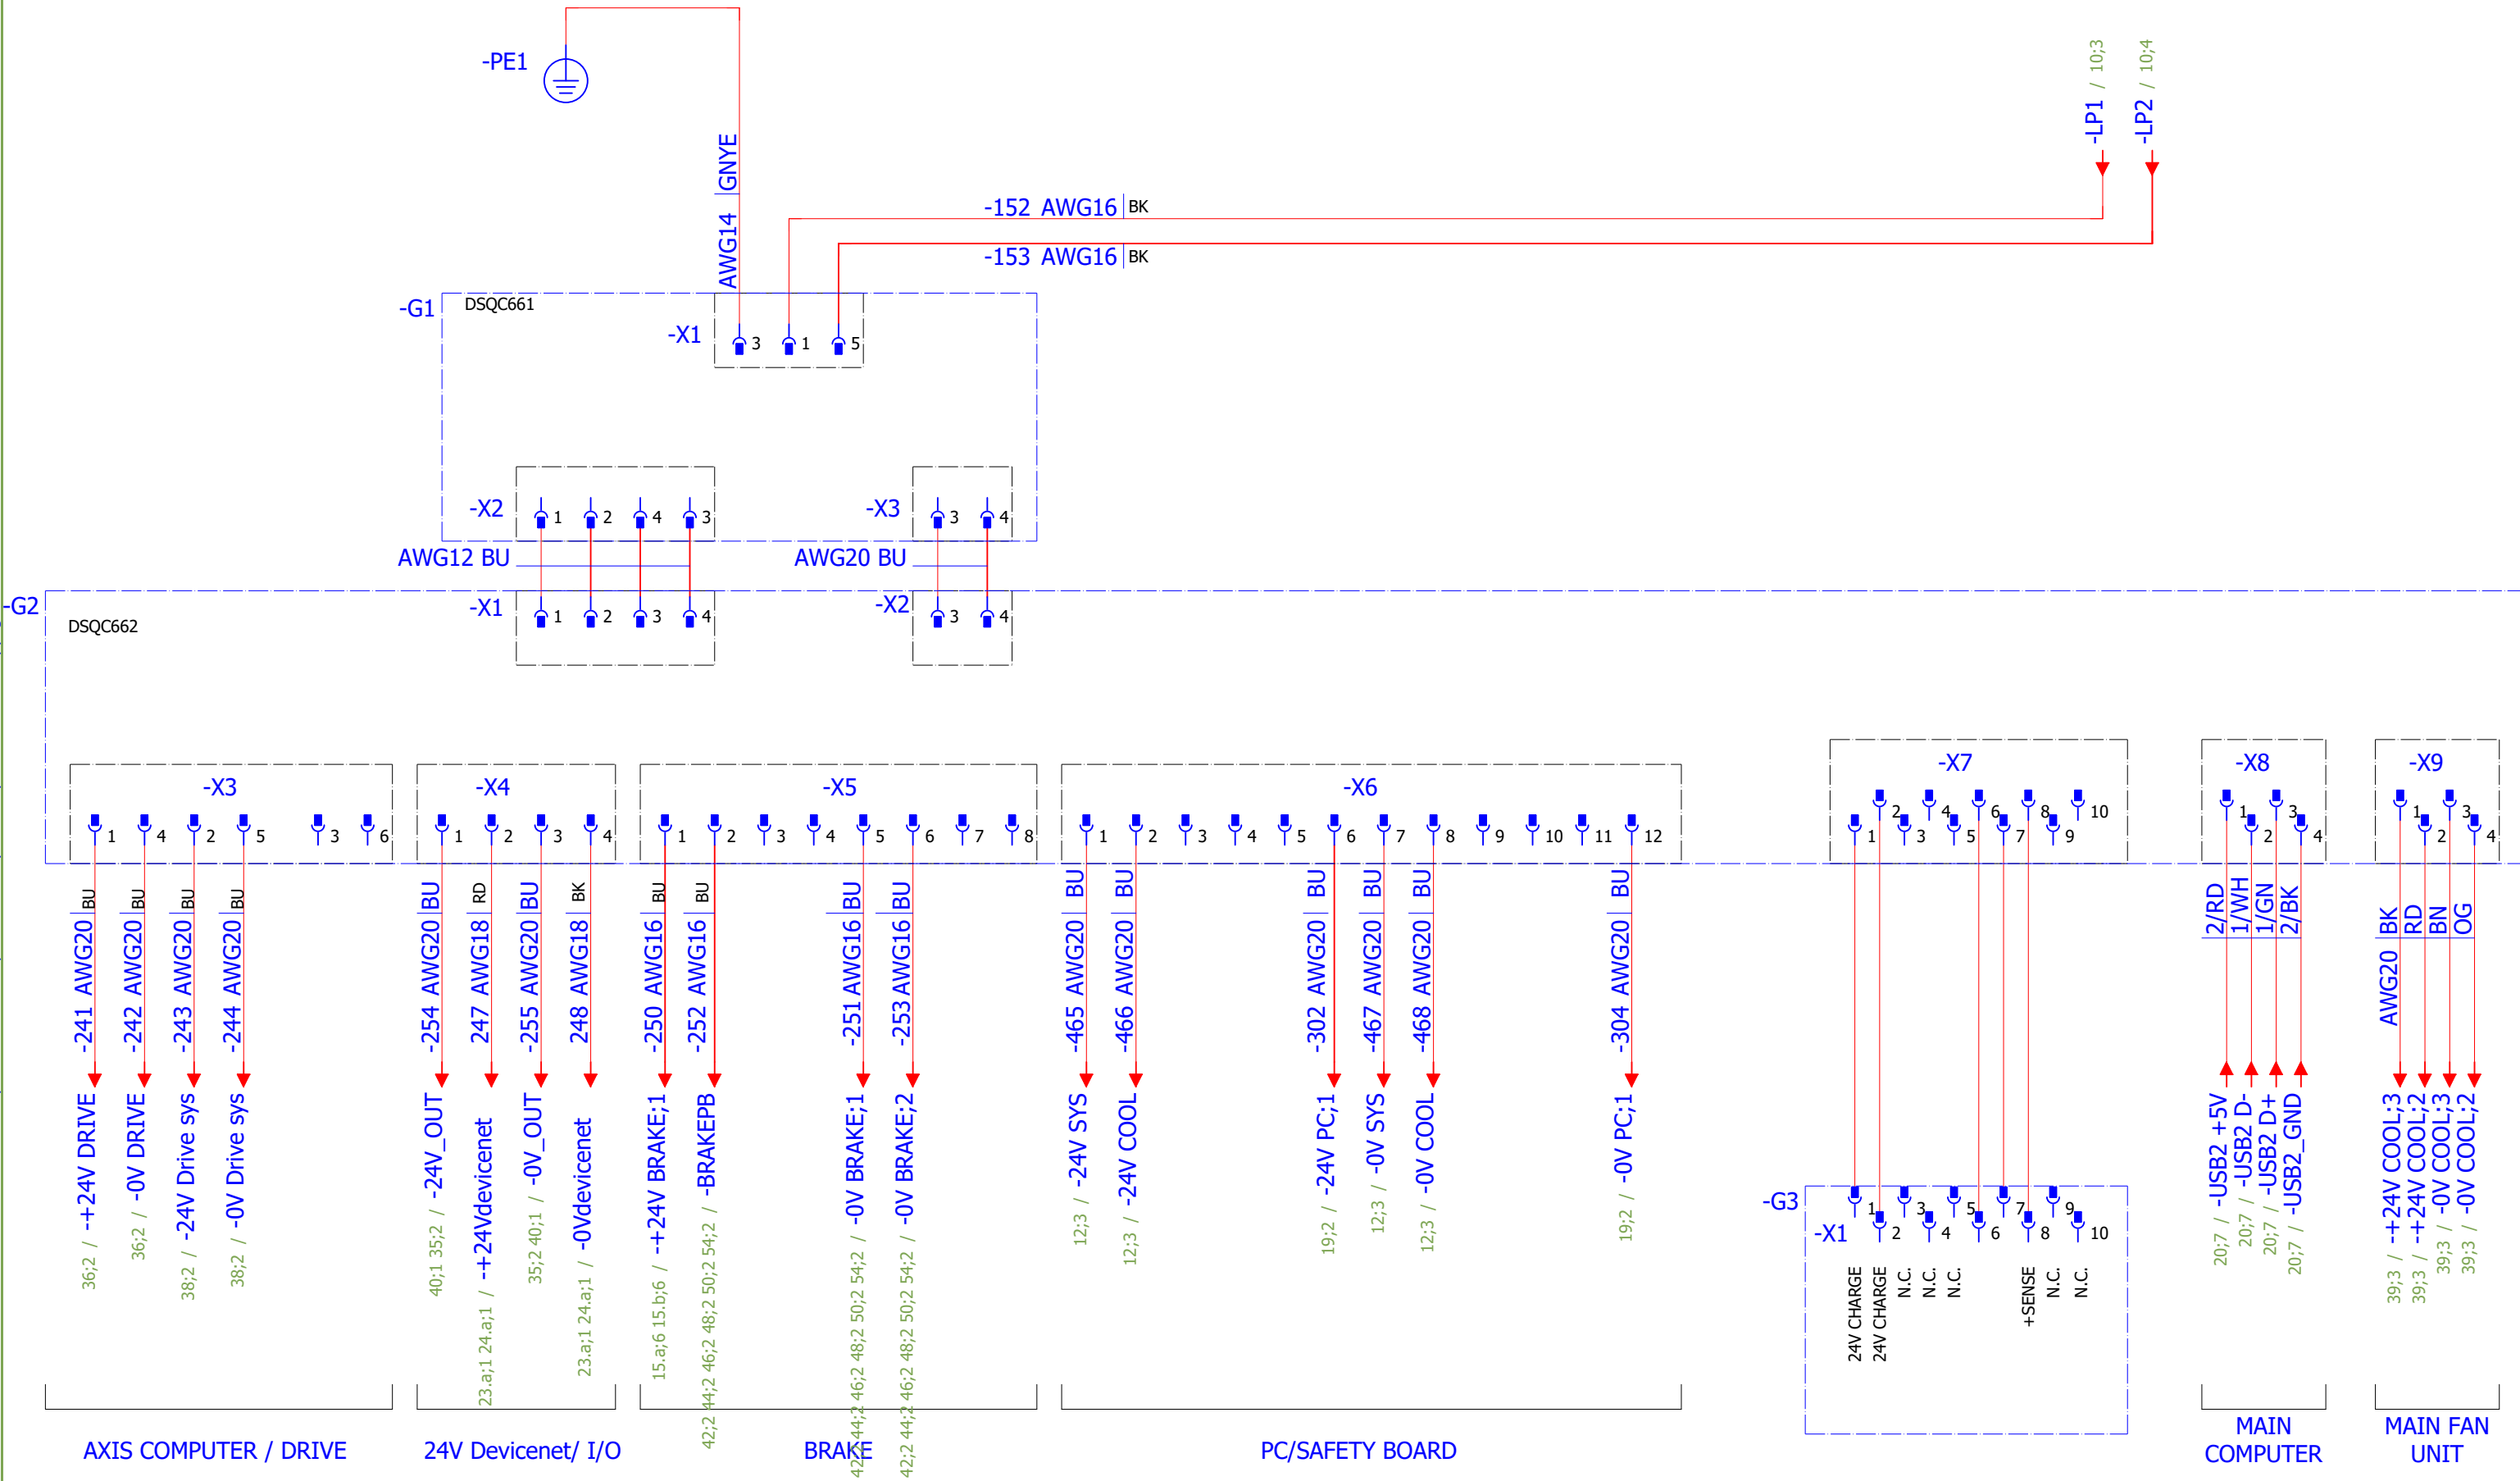 -PE1
AWG14 GNYE
-LP1 / 10;3
-LP2 / 10;4
-152 AWG16 BK
-153 AWG16 BK
-G1
DSQC661
-X1
3 1 5
-X2
1 2 4 3
-X3
3 4
AWG12 BU
AWG20 BU
-G2
DSQC662
-X1
1 2 3 4
-X2
3 4
-X3
1 4 2 5 3 6
-X4
1 2 3 4
-X5
1 2 3 4 5 6 7 8
-X6
1 2 3 4 5 6 7 8 9 10 11 12
-X7
2 4 6 8 10
1 3 5 7 9
-X8
1 3
2 4
-X9
1 3
2 4
-241 AWG20 BU
36;2 / -+24V DRIVE
-242 AWG20 BU
36;2 / -0V DRIVE
-243 AWG20 BU
38;2 / -24V Drive sys
-244 AWG20 BU
38;2 / -0V Drive sys
-254 AWG20 BU
40;1 35;2 / -24V_OUT
247 AWG18 RD
23.a;1 24.a;1 / -+24Vdevicenet
-255 AWG20 BU
35;2 40;1 / -0V_OUT
248 AWG18 BK
23.a;1 24.a;1 / -0Vdevicenet
-250 AWG16 BU
15.a;6 15.b;6 / -+24V BRAKE;1
-252 AWG16 BU
42;2 44;2 46;2 48;2 50;2 54;2 / -BRAKEPB
-251 AWG16 BU
42;2 44;2 46;2 48;2 50;2 54;2 / -0V BRAKE;1
-253 AWG16 BU
42;2 44;2 46;2 48;2 50;2 54;2 / -0V BRAKE;2
-465 AWG20 BU
12;3 / -24V SYS
-466 AWG20 BU
12;3 / -24V COOL
-302 AWG20 BU
19;2 / -24V PC;1
-467 AWG20 BU
12;3 / -0V SYS
-468 AWG20 BU
12;3 / -0V COOL
-304 AWG20 BU
19;2 / -0V PC;1
-G3
-X1
1 3 5 7 9
2 4 6 8 10
24V CHARGE
24V CHARGE
N.C.
N.C.
N.C.
+SENSE
N.C.
N.C.
2/RD
1/WH
1/GN
2/BK
20;7 / -USB2 +5V
20;7 / -USB2 D-
20;7 / -USB2 D+
20;7 / -USB2_GND
AWG20 BK
RD
BN
OG
39;3 / -+24V COOL;3
39;3 / -+24V COOL;2
39;3 / -0V COOL;3
39;3 / -0V COOL;2
AXIS COMPUTER / DRIVE
24V Devicenet/ I/O
BRAKE
PC/SAFETY BOARD
MAIN
COMPUTER
MAIN FAN
UNIT